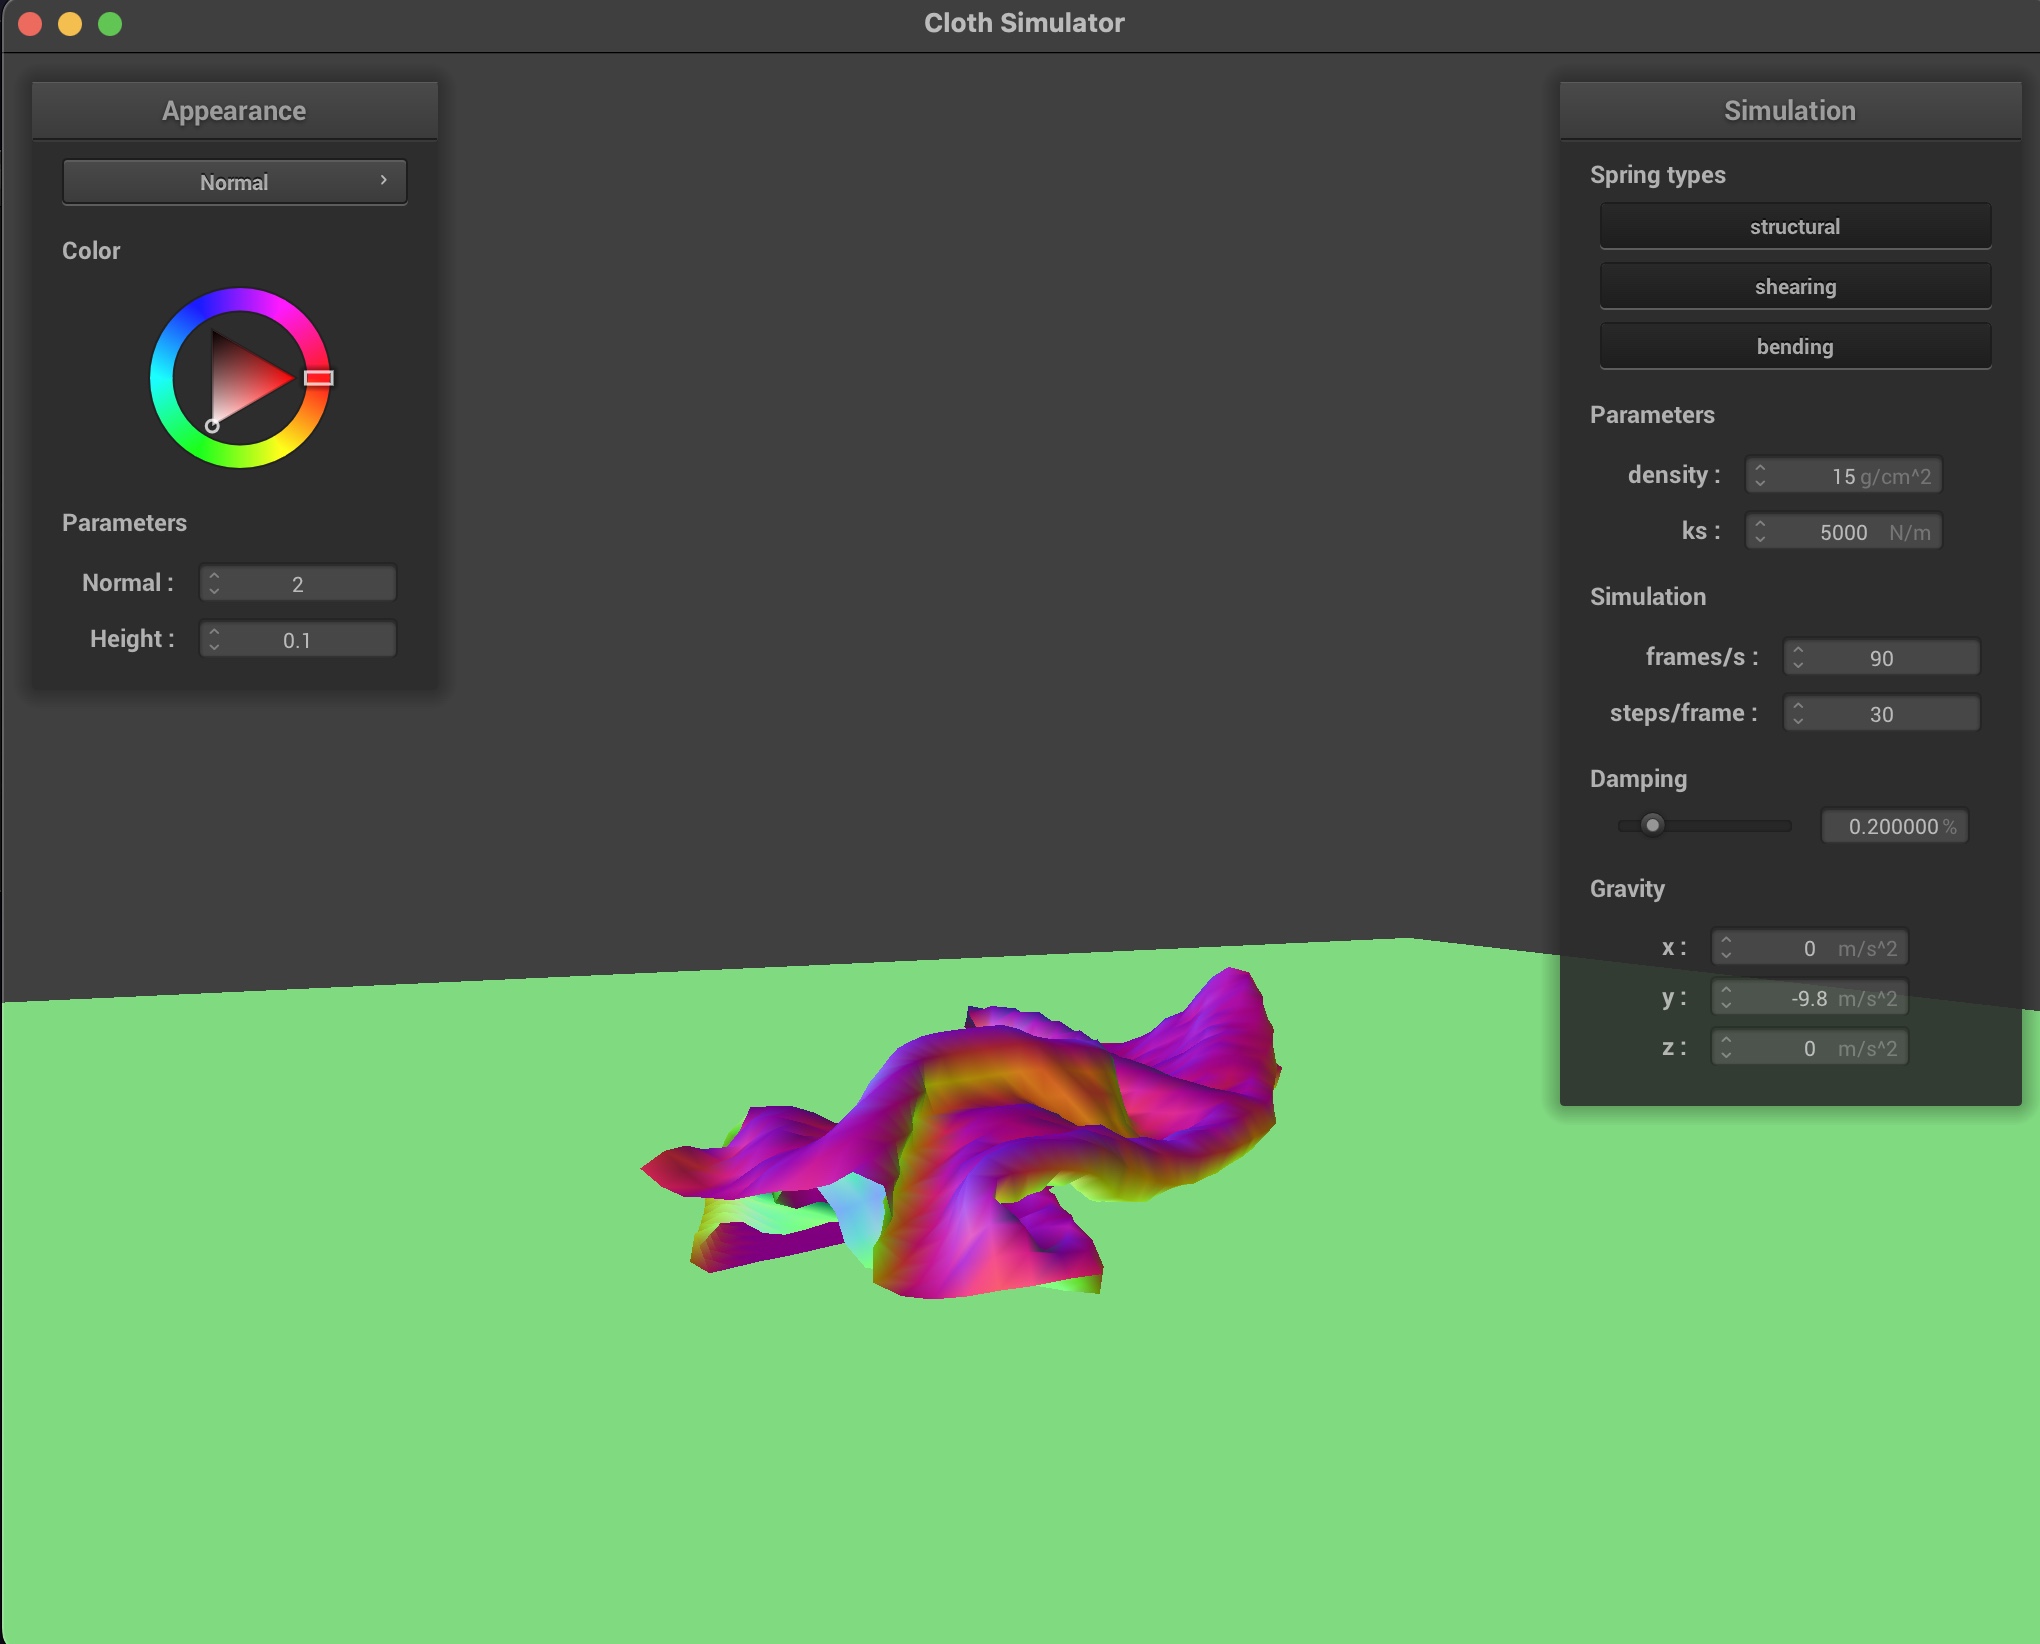 Cloth Simulator
Appearance
Normal
Color
Parameters
Normal : 2
Height : 0.1
Simulation
Spring types
structural
shearing
bending
Parameters
density : 15 g/cm^2
ks : 5000 N/m
Simulation
frames/s : 90
steps/frame : 30
Damping
0.200000 %
Gravity
x : 0 m/s^2
y : -9.8 m/s^2
z : 0 m/s^2